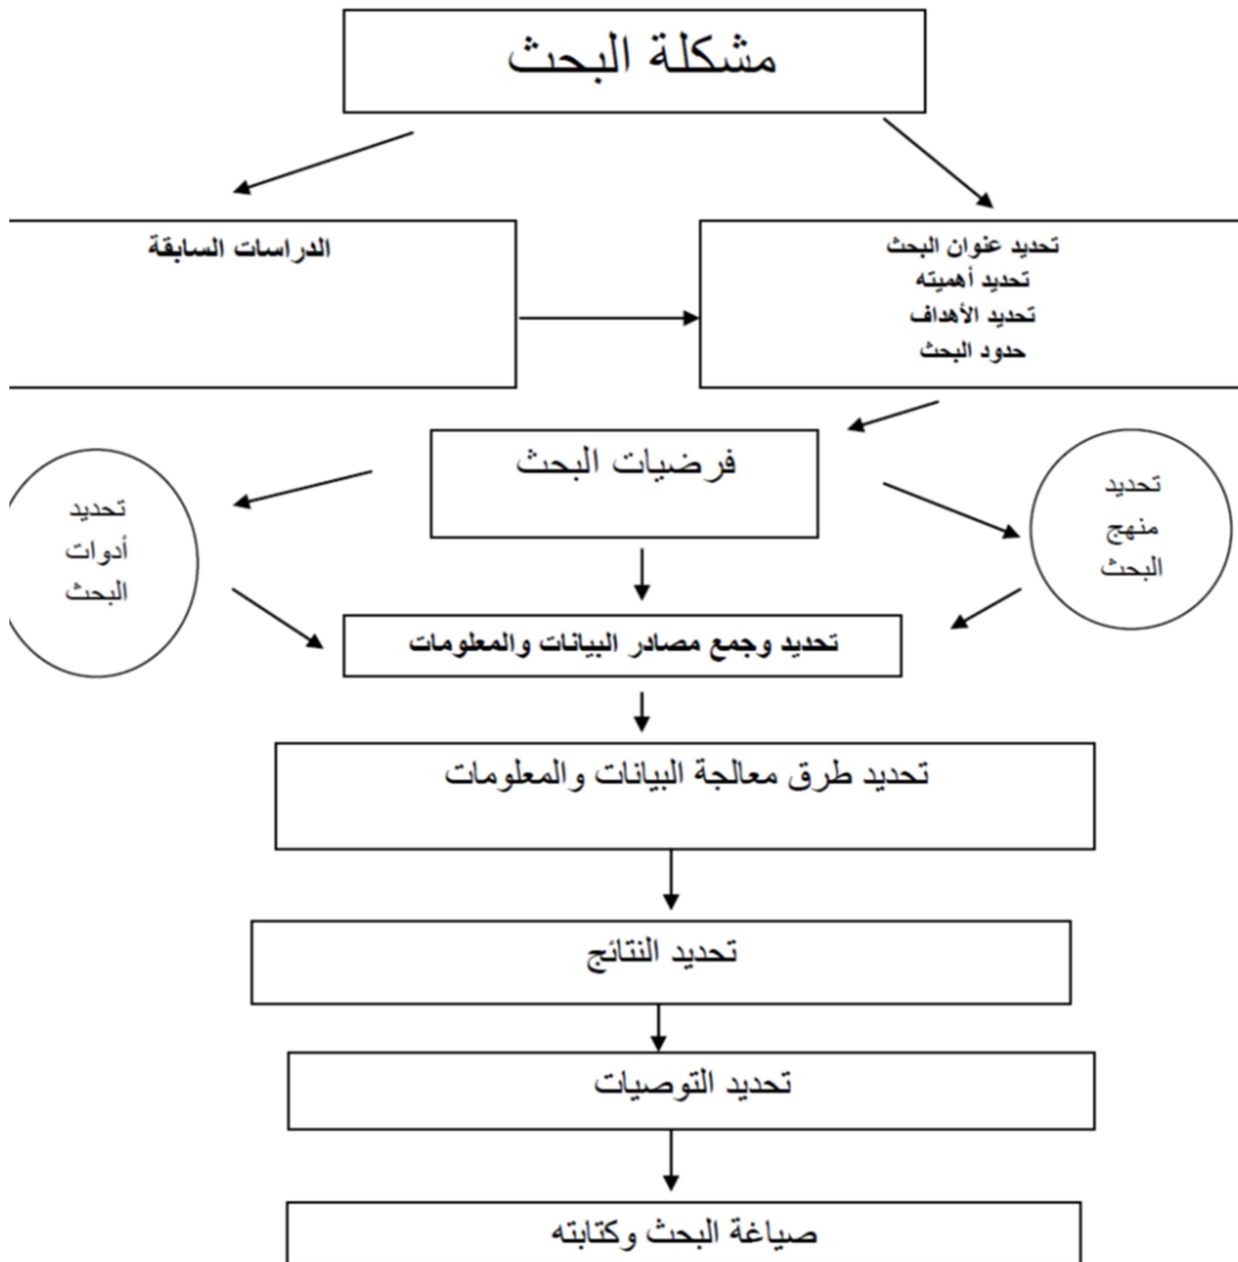 مشكلة البحث
تحديد عنوان البحث
تحديد أهميته
تحديد الأهداف
حدود البحث
الدراسات السابقة
فرضيات البحث
تحديد
منهج
البحث
تحديد
أدوات
البحث
تحديد وجمع مصادر البيانات والمعلومات
تحديد طرق معالجة البيانات والمعلومات
تحديد النتائج
تحديد التوصيات
صياغة البحث وكتابته